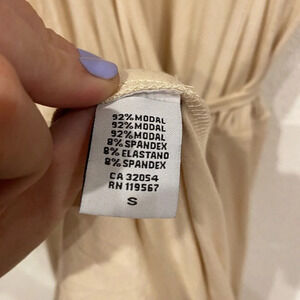 92% MODAL
92% MODAL
92% MODAL
8% SPANDEX
8% ELASTANO
8% SPANDEX
CA 32054
RN 119567
S